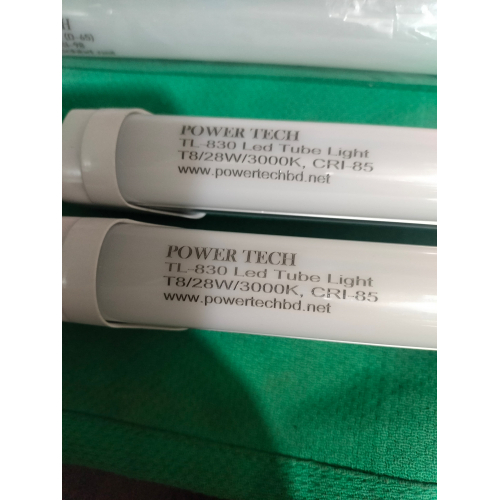 H
POWER TECH
TL-830 Led Tube Light
T8/28W/3000K, CRI-85
www.powertechbd.net
POWER TECH
TL-830 Led Tube Light
T8/28W/3000K, CRI-85
www.powertechbd.net